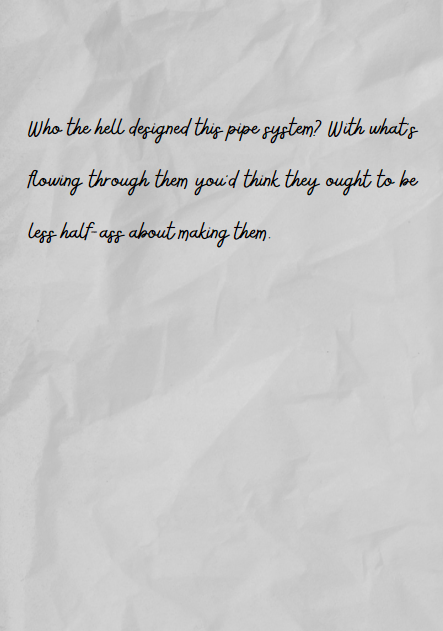 Who the hell designed this pipe system? With what's
flowing through them you'd think they ought to be
less half-ass about making them.